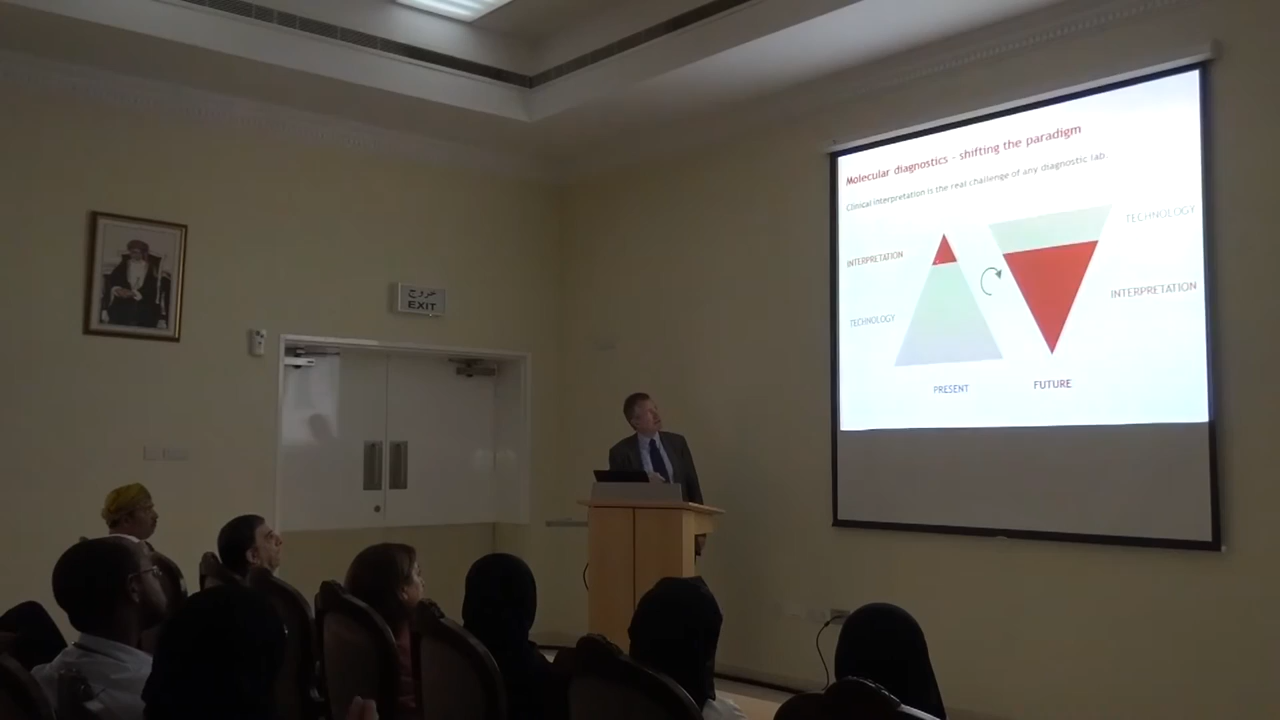 خروج
EXIT
Molecular diagnostics - shifting the paradigm
Clinical interpretation is the real challenge of any diagnostic lab.
INTERPRETATION
TECHNOLOGY
TECHNOLOGY
INTERPRETATION
PRESENT
FUTURE